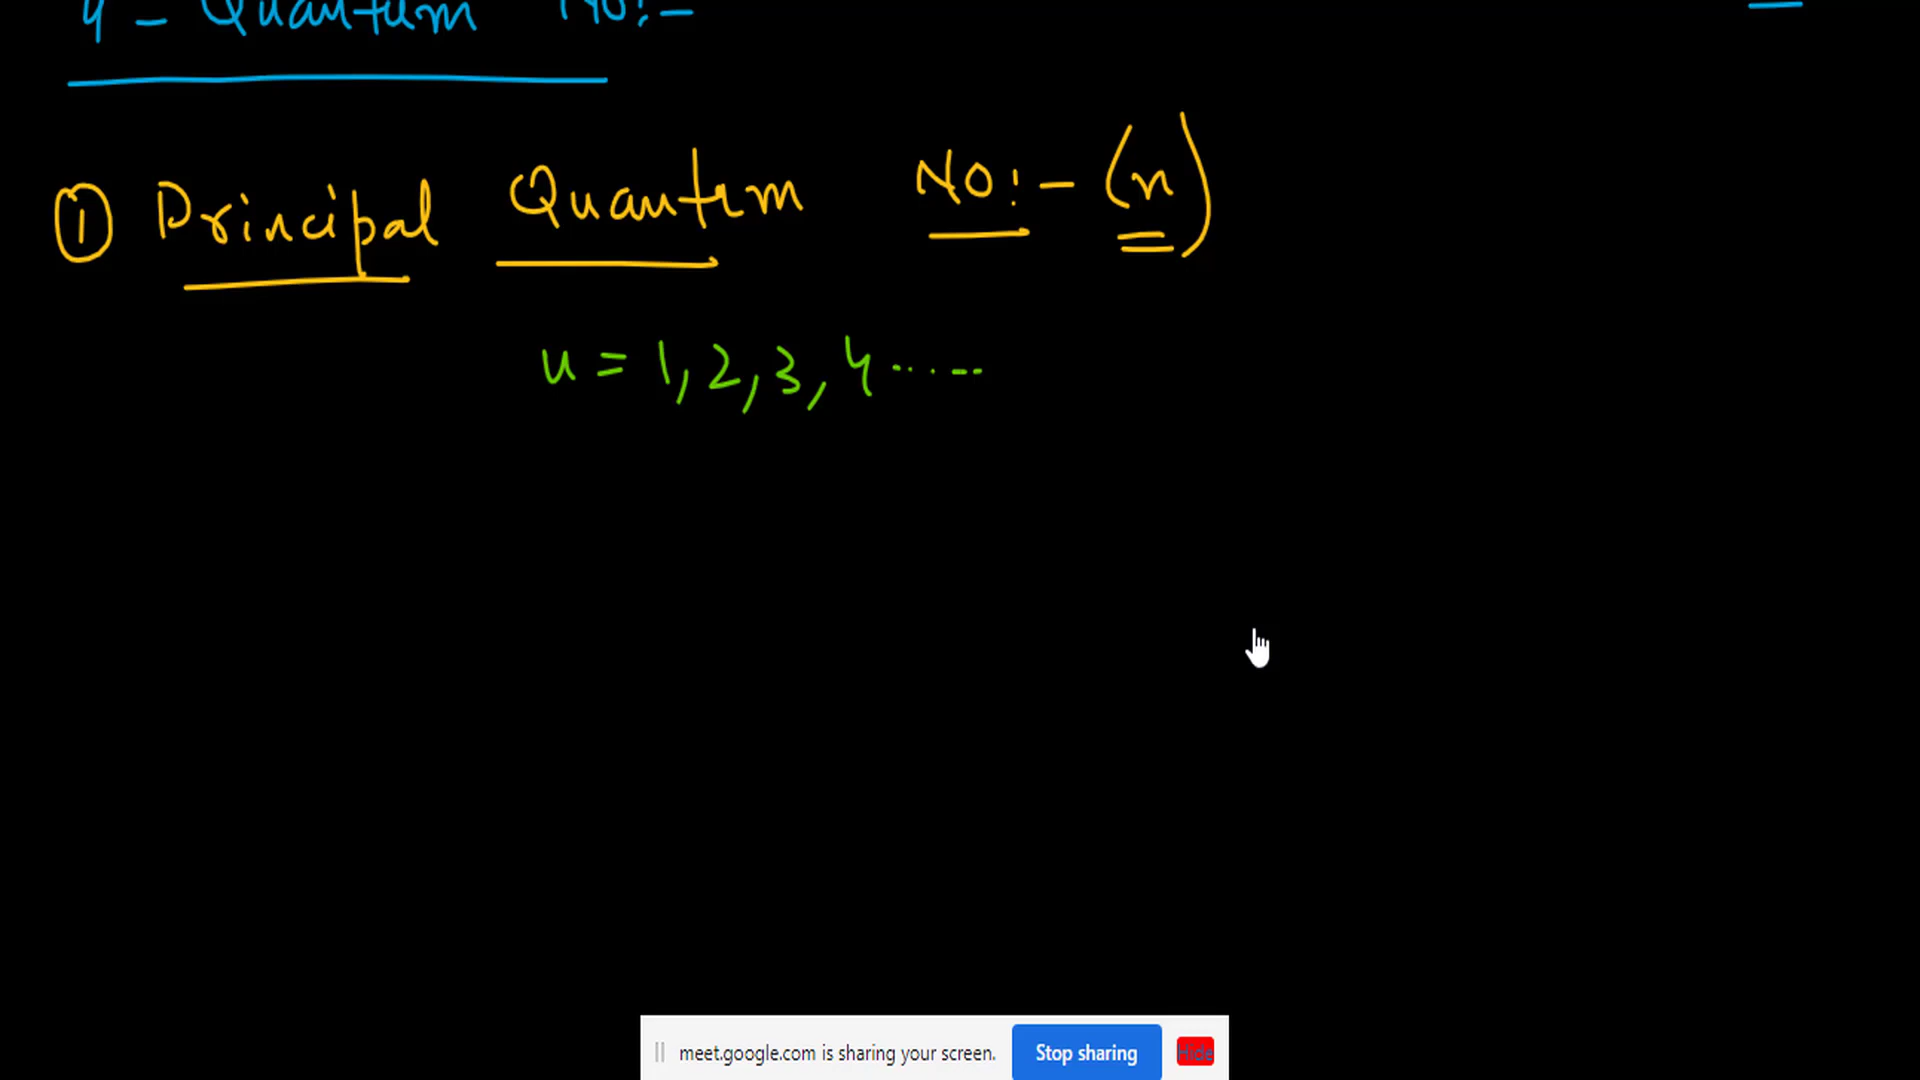 4 - Quantum No:-
① Principal Quantum No:- (n)
n = 1, 2, 3, 4 .....--
meet.google.com is sharing your screen. Stop sharing Hide